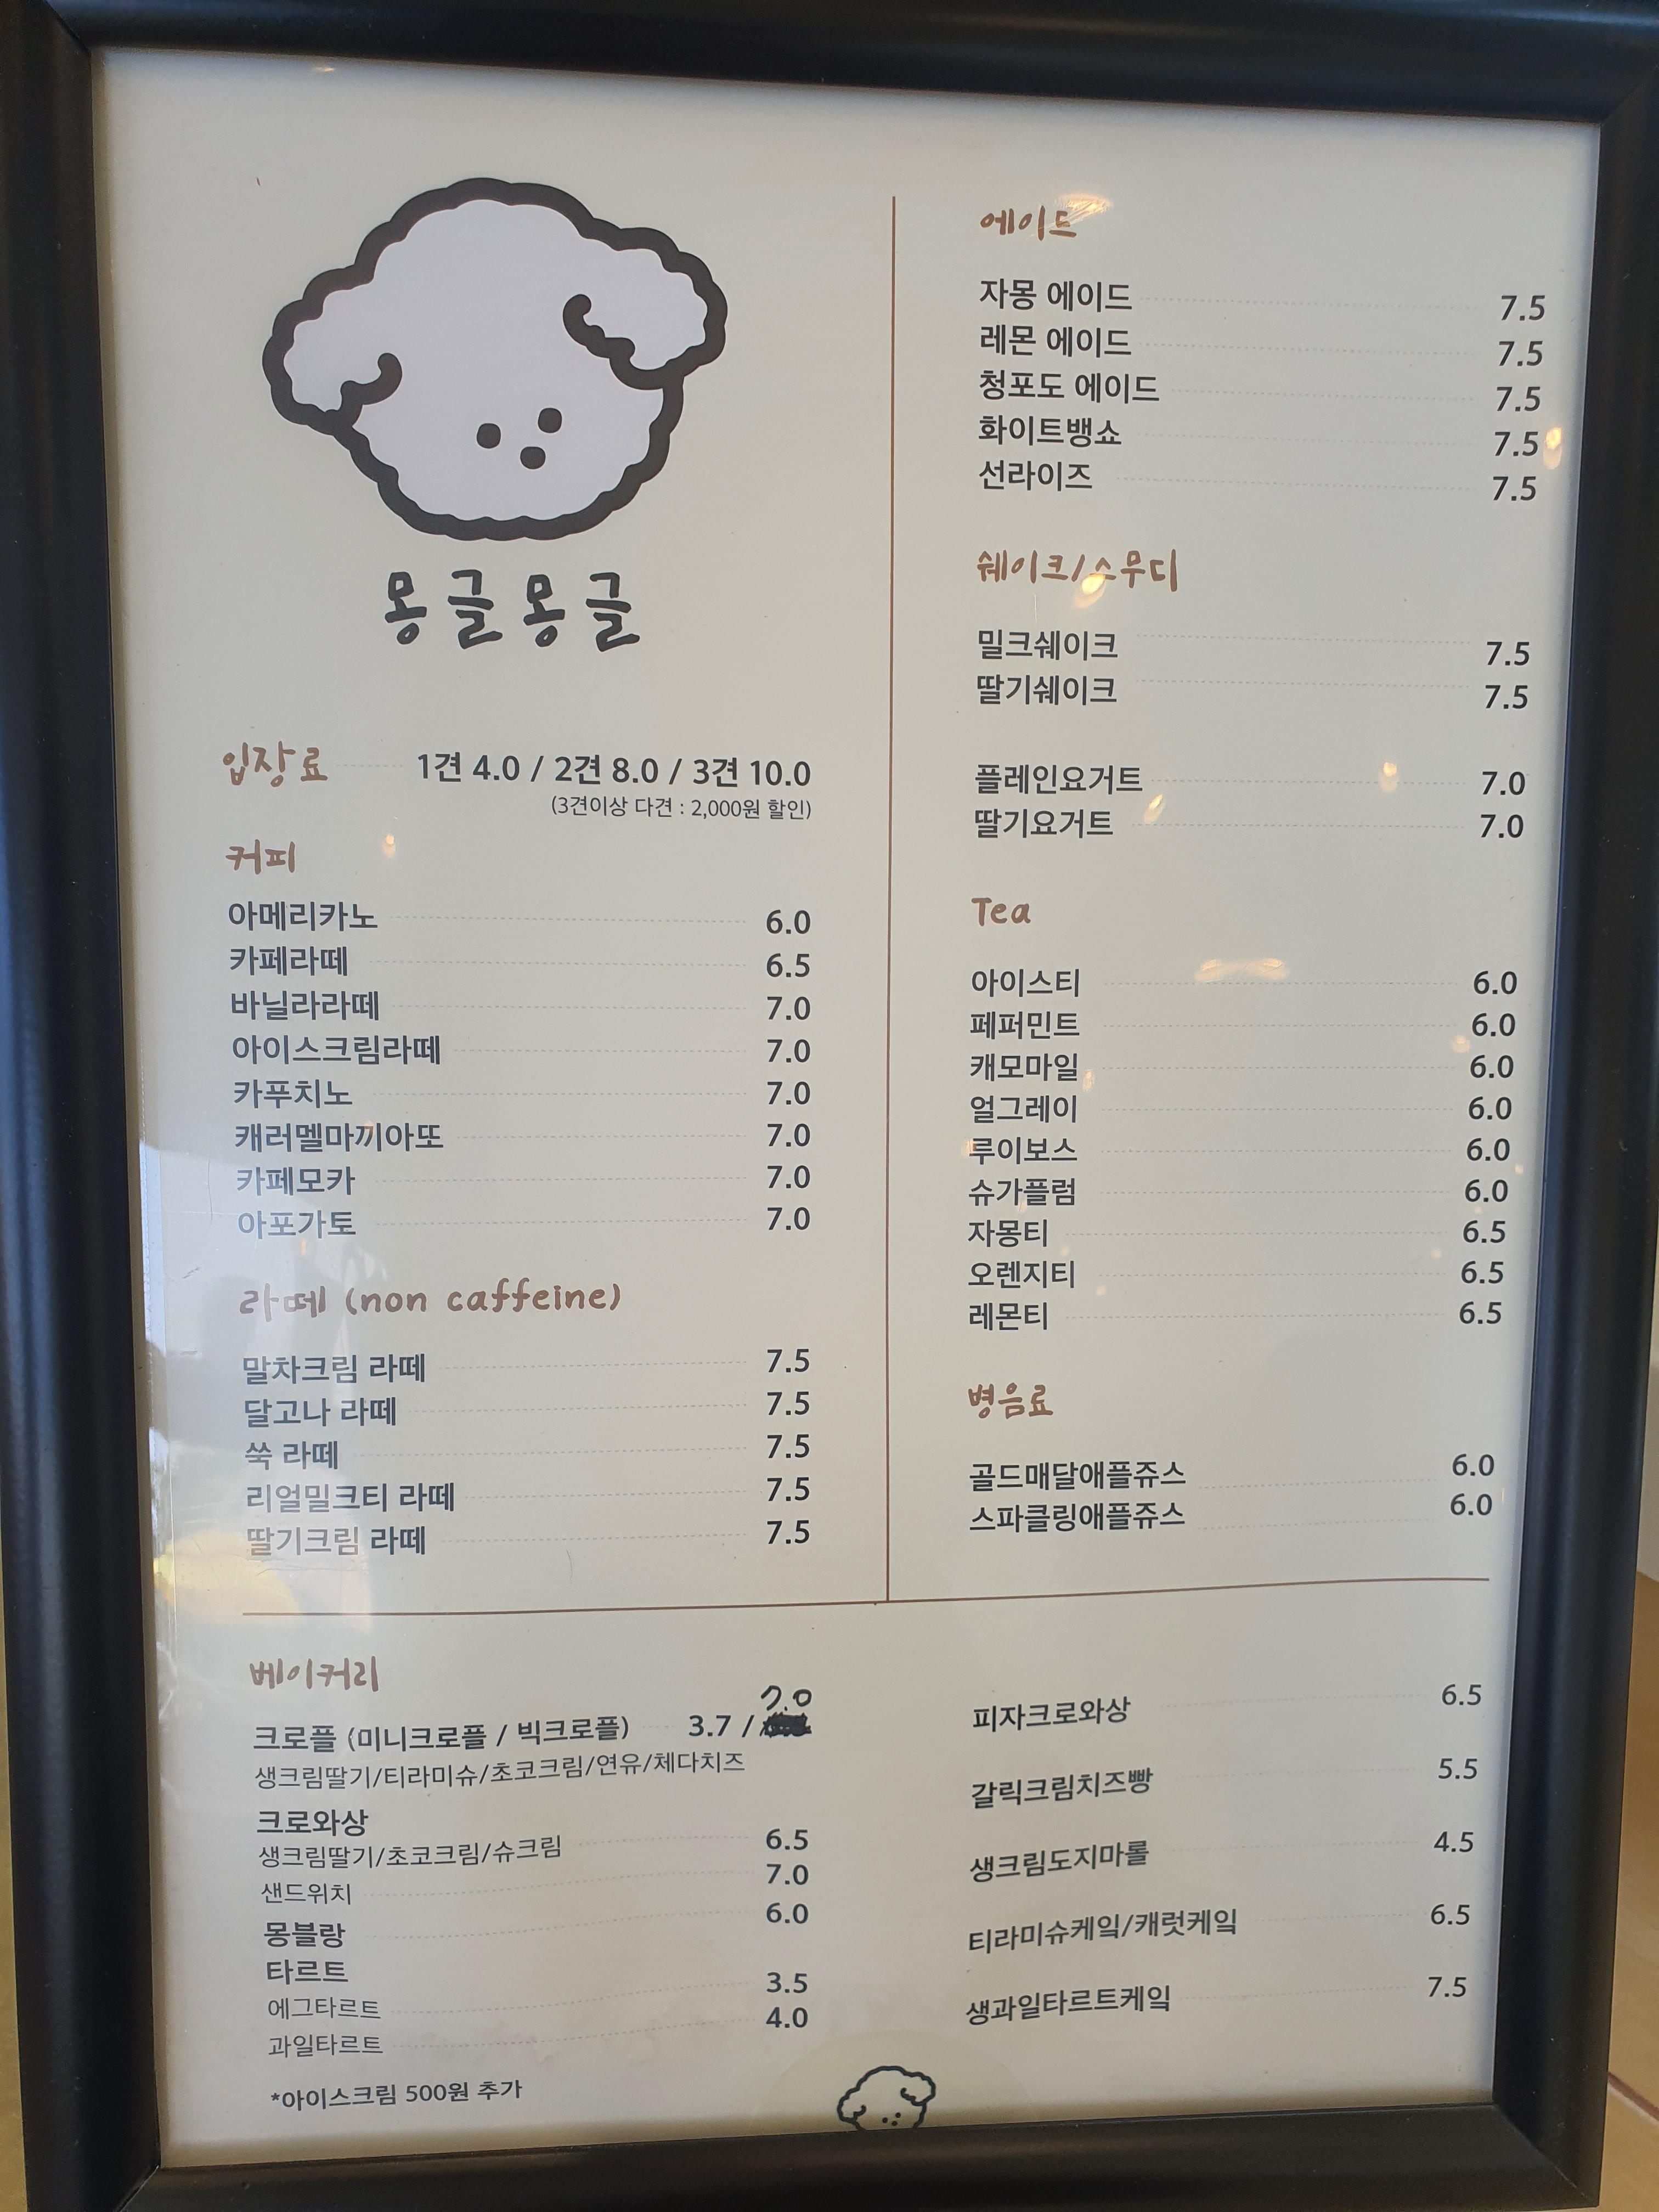 몽글몽글
입장료 1견 4.0 / 2견 8.0 / 3견 10.0
(3견이상 다견 : 2,000원 할인)
커피
아메리카노 6.0
카페라떼 6.5
바닐라라떼 7.0
아이스크림라떼 7.0
카푸치노 7.0
캐러멜마끼아또 7.0
카페모카 7.0
아포가토 7.0
라떼 (non caffeine)
말차크림 라떼 7.5
달고나 라떼 7.5
쑥 라떼 7.5
리얼밀크티 라떼 7.5
딸기크림 라떼 7.5
에이드
자몽 에이드 7.5
레몬 에이드 7.5
청포도 에이드 7.5
화이트뱅쇼 7.5
선라이즈 7.5
쉐이크/스무디
밀크쉐이크 7.5
딸기쉐이크 7.5
플레인요거트 7.0
딸기요거트 7.0
Tea
아이스티 6.0
페퍼민트 6.0
캐모마일 6.0
얼그레이 6.0
루이보스 6.0
슈가플럼 6.0
자몽티 6.5
오렌지티 6.5
레몬티 6.5
병음료
골드매달애플쥬스 6.0
스파클링애플쥬스 6.0
베이커리
크로플 (미니크로플 / 빅크로플) 3.7 / 7.0
생크림딸기/티라미슈/초코크림/연유/체다치즈
크로와상
생크림딸기/초코크림/슈크림 6.5
샌드위치 7.0
몽블랑 6.0
타르트
에그타르트 3.5
과일타르트 4.0
*아이스크림 500원 추가
피자크로와상 6.5
갈릭크림치즈빵 5.5
생크림도지마롤 4.5
티라미슈케잌/캐럿케잌 6.5
생과일타르트케잌 7.5